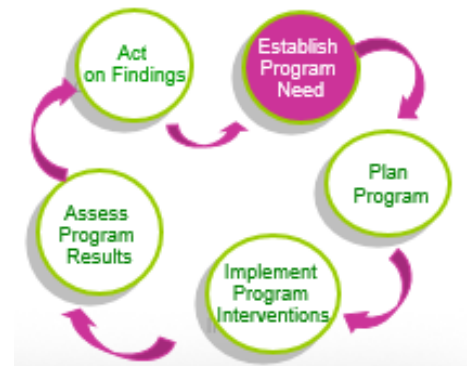 Act
on Findings
Establish
Program
Need
Plan
Program
Implement
Program
Interventions
Assess
Program
Results